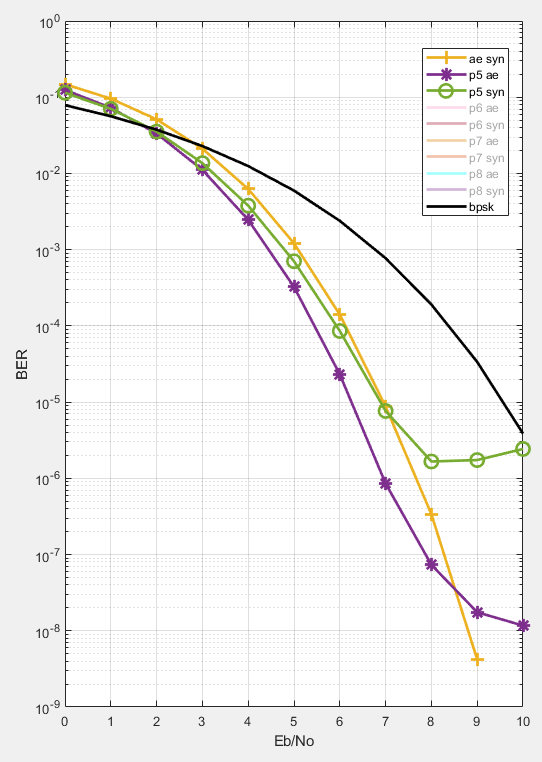 10^0
10^-1
10^-2
10^-3
10^-4
10^-5
10^-6
10^-7
10^-8
10^-9
BER
ae syn
p5 ae
p5 syn
p6 ae
p6 syn
p7 ae
p7 syn
p8 ae
p8 syn
bpsk
0 1 2 3 4 5 6 7 8 9 10
Eb/No